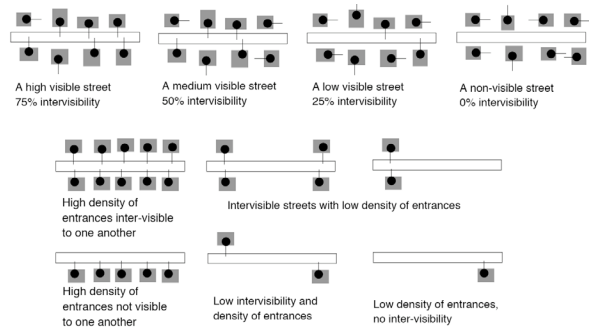 A high visible street
75% intervisibility
A medium visible street
50% intervisibility
A low visible street
25% intervisibility
A non-visible street
0% intervisibility
High density of
entrances inter-visible
to one another
Intervisible streets with low density of entrances
High density of
entrances not visible
to one another
Low intervisibility and
density of entrances
Low density of entrances,
no inter-visibility